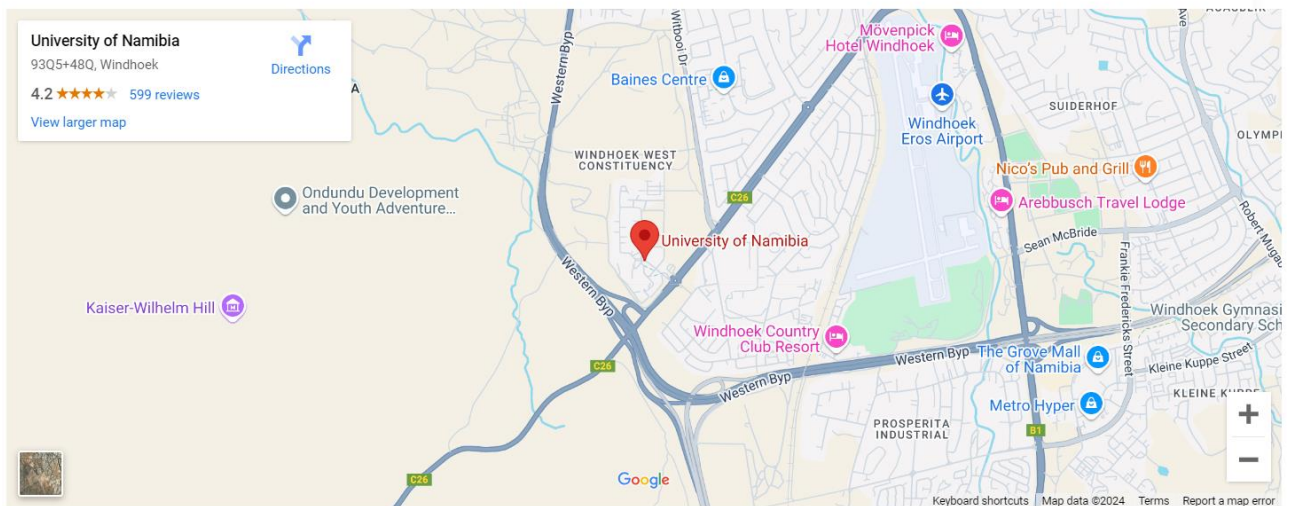 University of Namibia
93Q5+48Q, Windhoek
4.2
599 reviews
View larger map
Directions
A
Western Byp
Witbooi Dr
Mövenpick
Hotel Windhoek
Ave
Baines Centre
Windhoek
Eros Airport
SUIDERHOF
OLYMPI
WINDHOEK WEST
CONSTITUENCY
Nico's Pub and Grill
Ondundu Development
and Youth Adventure...
C26
Arebbusch Travel Lodge
Robert Mugab
Sean McBride
University of Namibia
Frankie Fredericks Street
Western Byp
Kaiser-Wilhelm Hill
Windhoek Gymnasi
Secondary Sch
Windhoek Country
Club Resort
Western Byp
The Grove Mall
of Namibia
Kleine Kuppe Street
C26
Western Byp
Metro Hyper
KLEINE KUPPE
PROSPERITA
INDUSTRIAL
B1
+
−
C26
Google
Keyboard shortcuts
Map data ©2024
Terms
Report a map error